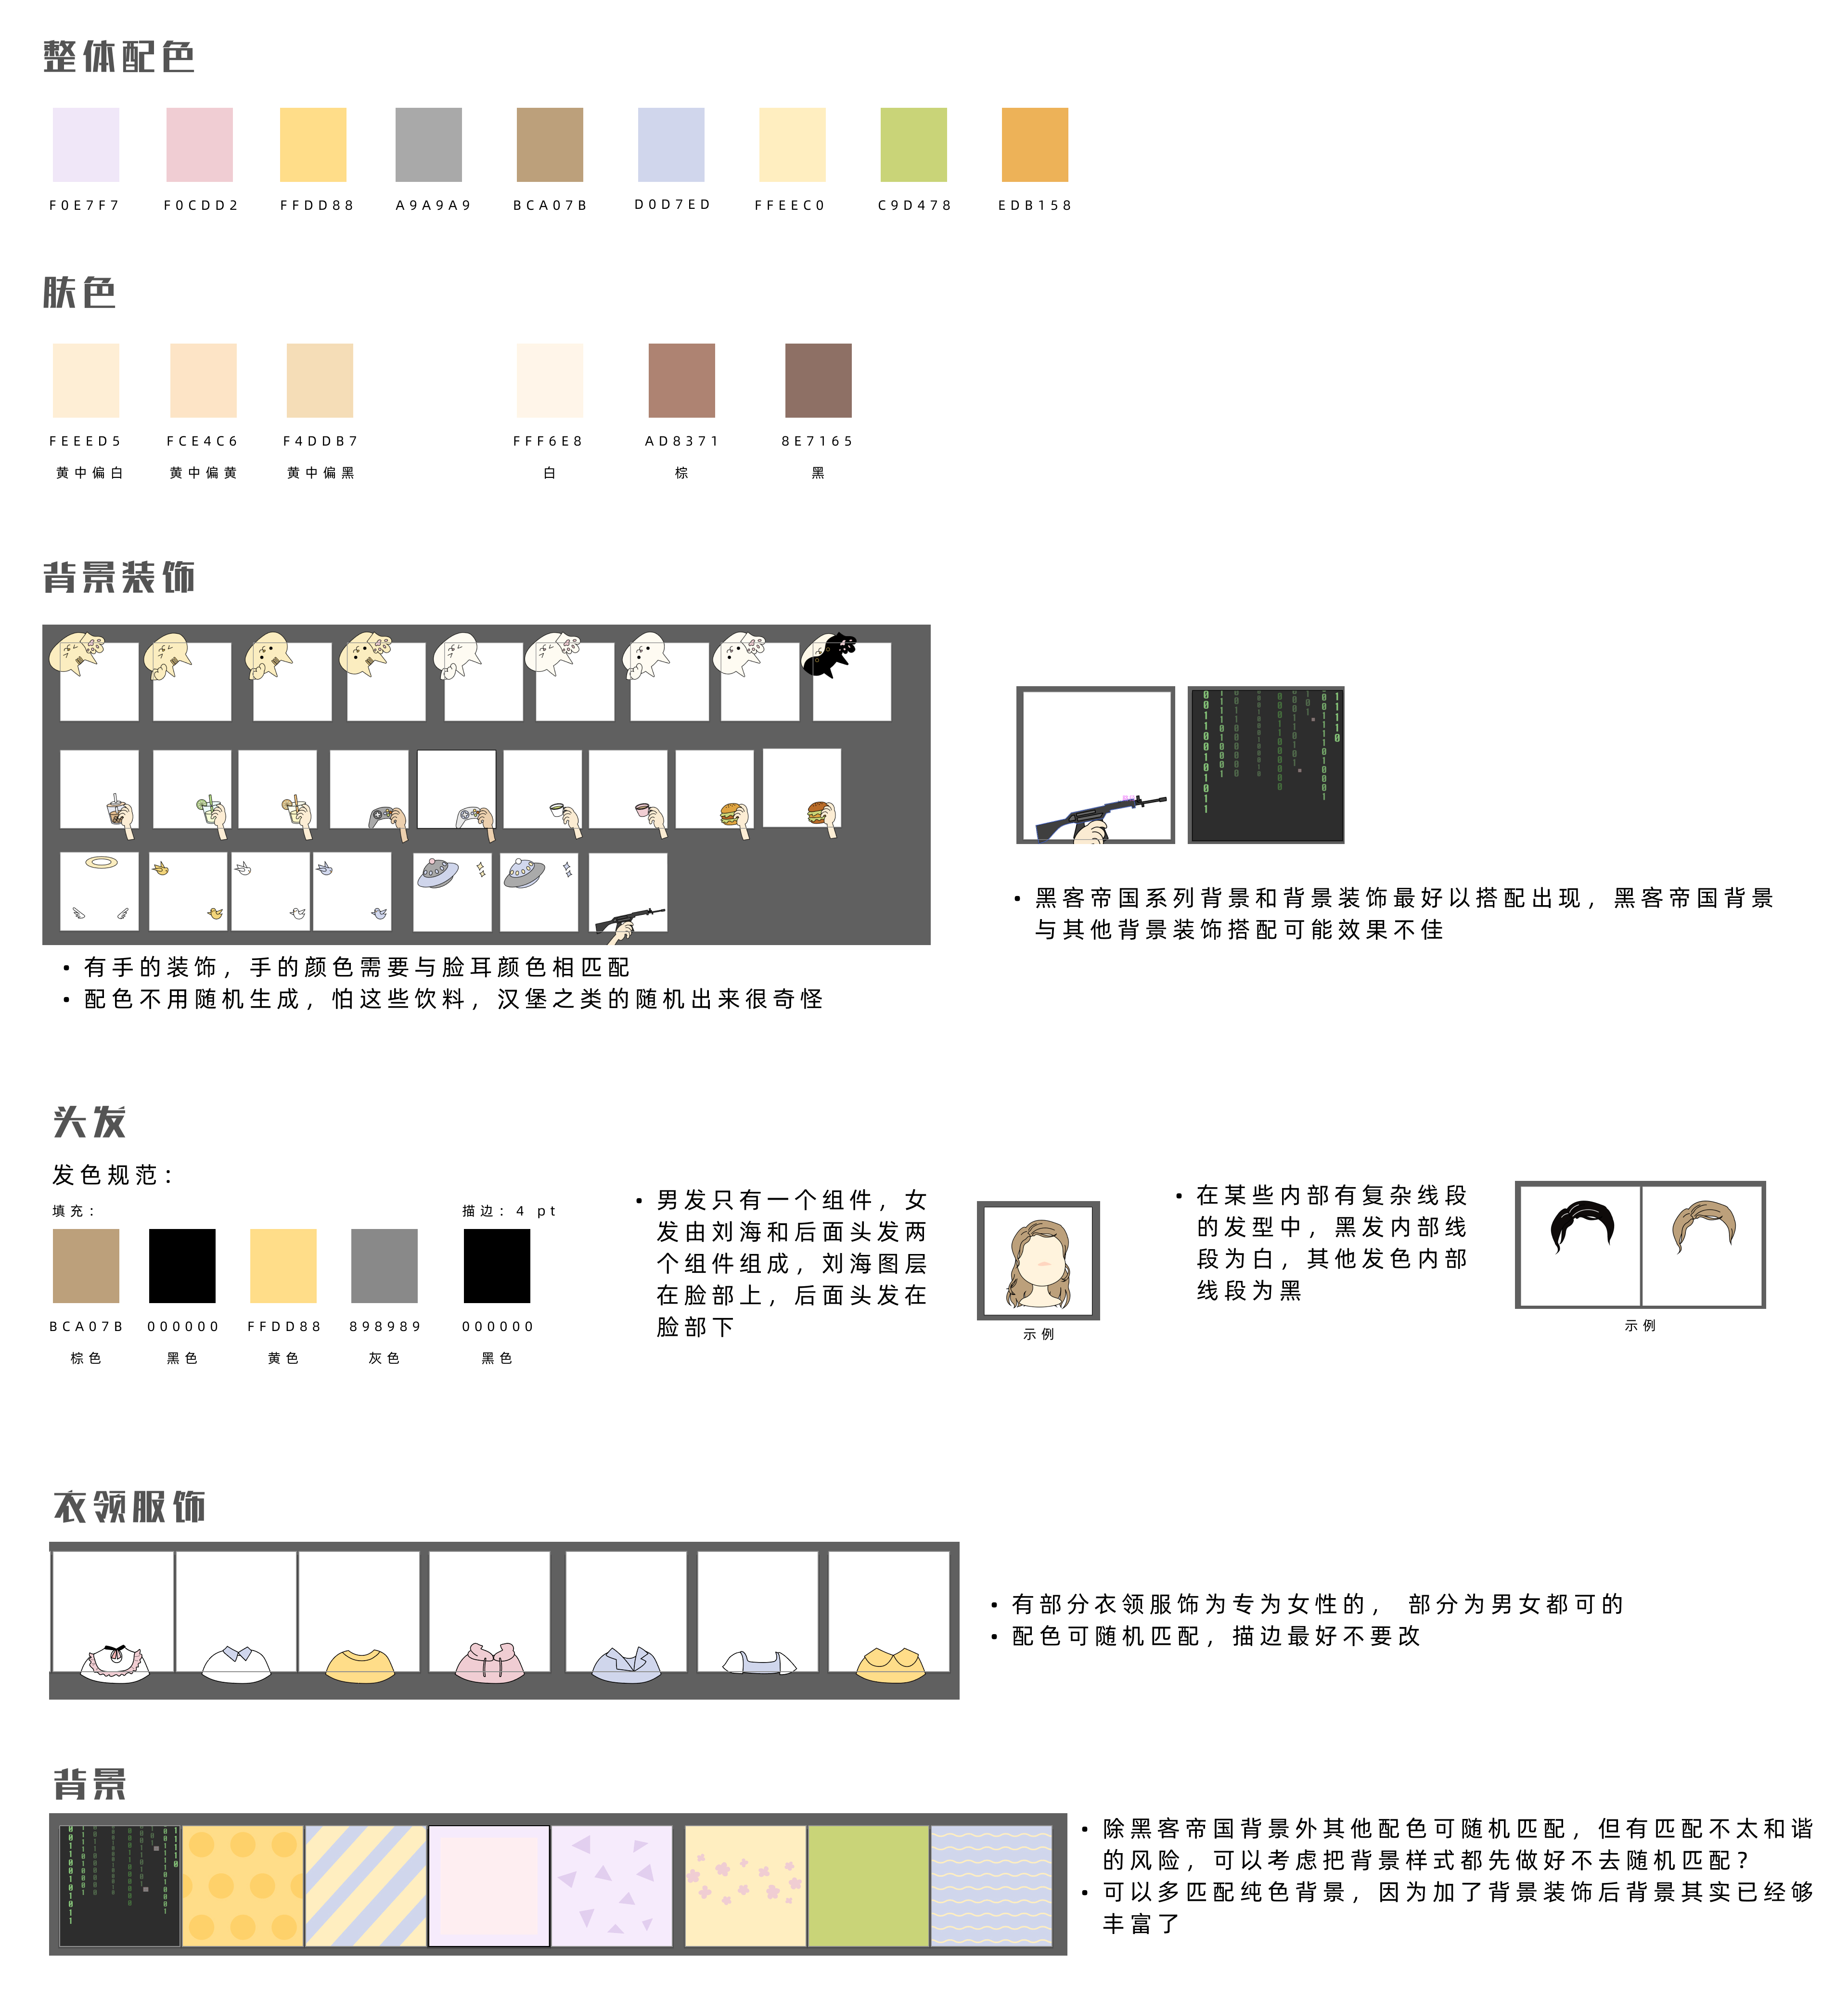 整体配色
F0E7F7 F0CDD2 FFDD88 A9A9A9 BCA07B D0D7ED FFEEC0 C9D478 EDB158
肤色
FEEED5 FCE4C6 F4DDB7 FFF6E8 AD8371 8E7165
黄中偏白 黄中偏黄 黄中偏黑 白 棕 黑
背景装饰
• 有手的装饰，手的颜色需要与脸耳颜色相匹配
• 配色不用随机生成，怕这些饮料，汉堡之类的随机出来很奇怪
• 黑客帝国系列背景和背景装饰最好以搭配出现，黑客帝国背景
与其他背景装饰搭配可能效果不佳
头发
发色规范：
填充： 描边：4 pt
BCA07B 000000 FFDD88 898989 000000
棕色 黑色 黄色 灰色 黑色
• 男发只有一个组件，女
发由刘海和后面头发两
个组件组成，刘海图层
在脸部上，后面头发在
脸部下
示例
• 在某些内部有复杂线段
的发型中，黑发内部线
段为白，其他发色内部
线段为黑
示例
衣领服饰
• 有部分衣领服饰为专为女性的， 部分为男女都可的
• 配色可随机匹配，描边最好不要改
背景
• 除黑客帝国背景外其他配色可随机匹配，但有匹配不太和谐
的风险，可以考虑把背景样式都先做好不去随机匹配？
• 可以多匹配纯色背景，因为加了背景装饰后背景其实已经够
丰富了